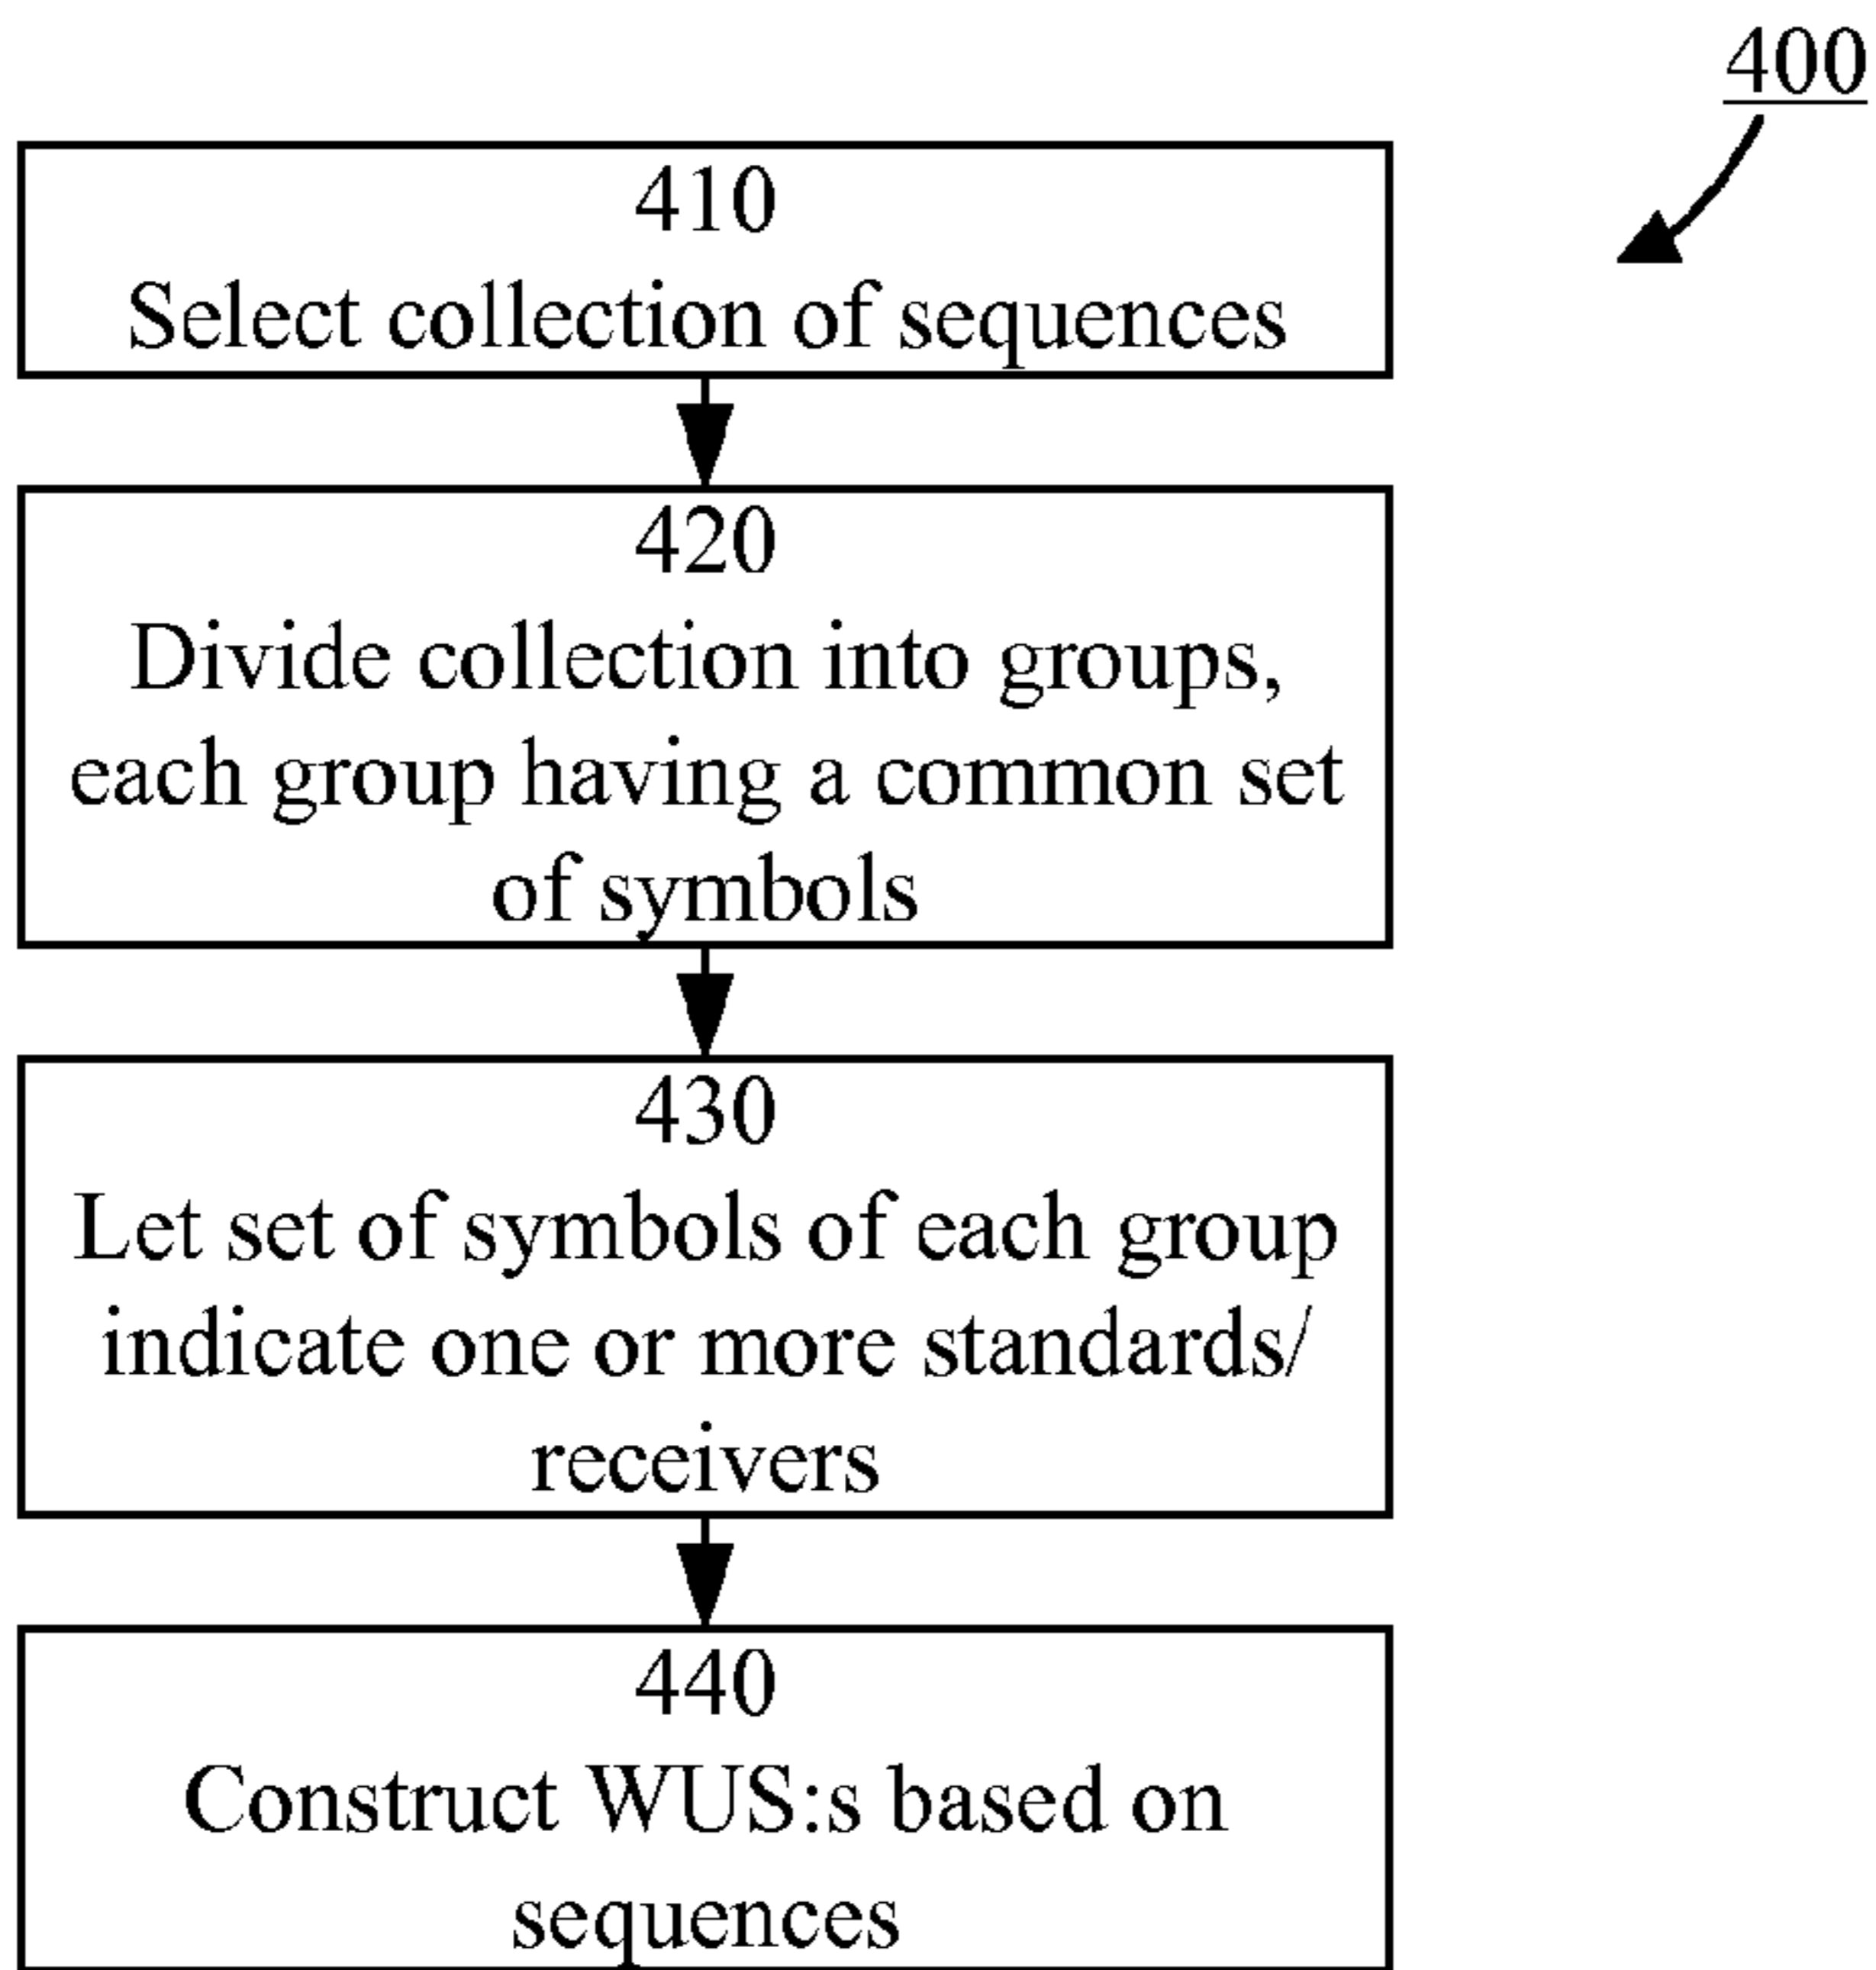 400
410
Select collection of sequences
420
Divide collection into groups,
each group having a common set
of symbols
430
Let set of symbols of each group
indicate one or more standards/
receivers
440
Construct WUS:s based on
sequences